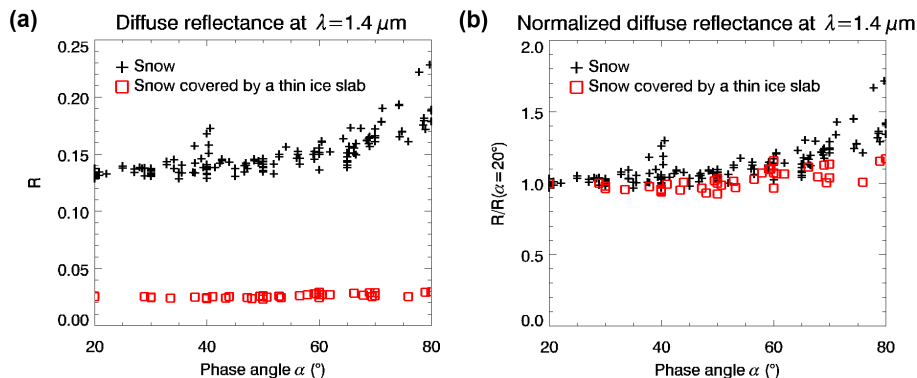 (a) Diffuse reflectance at λ=1.4 μm
0.25
0.20
0.15
0.10
0.05
0.00
R
+ Snow
□ Snow covered by a thin ice slab
20 40 60 80
Phase angle α (°)
(b) Normalized diffuse reflectance at λ=1.4 μm
2.0
1.5
1.0
0.5
0.0
R/R(α=20°)
+ Snow
□ Snow covered by a thin ice slab
20 40 60 80
Phase angle α (°)